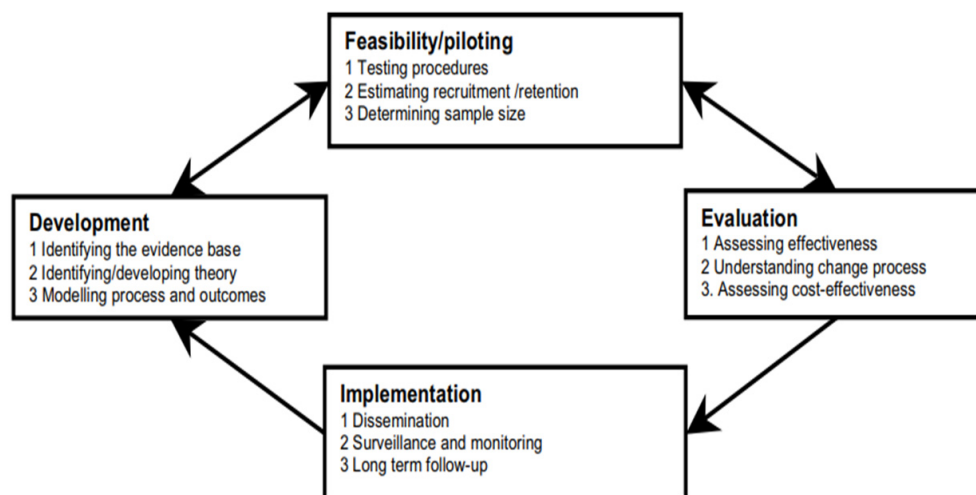 Feasibility/piloting
1 Testing procedures
2 Estimating recruitment /retention
3 Determining sample size
Development
1 Identifying the evidence base
2 Identifying/developing theory
3 Modelling process and outcomes
Evaluation
1 Assessing effectiveness
2 Understanding change process
3. Assessing cost-effectiveness
Implementation
1 Dissemination
2 Surveillance and monitoring
3 Long term follow-up